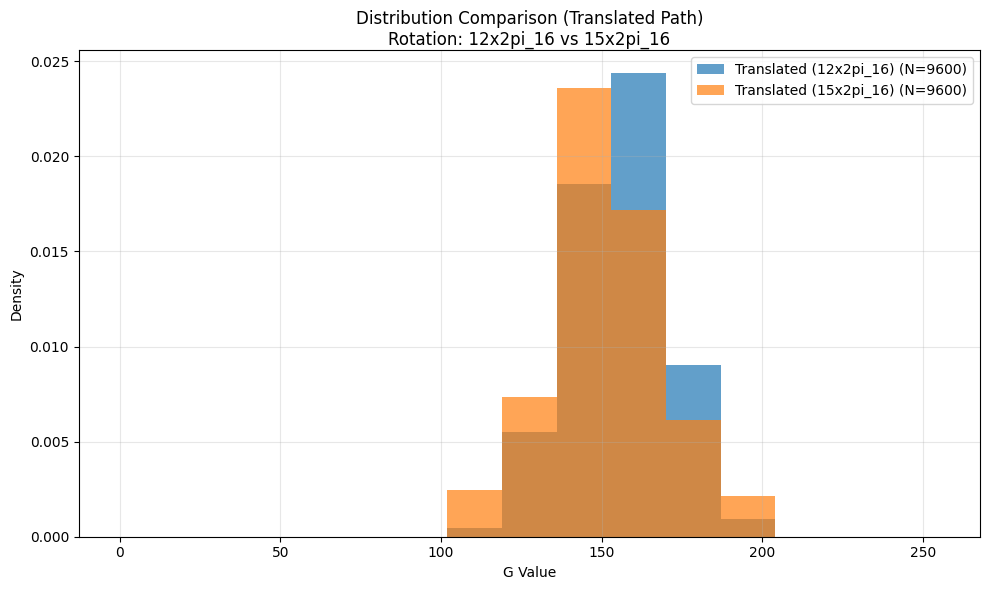 Distribution Comparison (Translated Path)
Rotation: 12x2pi_16 vs 15x2pi_16
Translated (12x2pi_16) (N=9600)
Translated (15x2pi_16) (N=9600)
0.025
0.020
0.015
0.010
0.005
0.000
Density
0 50 100 150 200 250
G Value